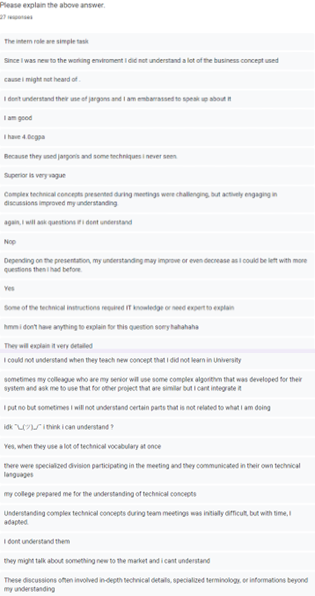 Please explain the above answer.
27 responses
The intern role are simple task
Since I was new to the working enviroment I did not understand a lot of the business concept used
cause i might not heard of .
I don't understand their use of jargons and I am embarrassed to speak up about it
I am good
I have 4.0cgpa
Because they used jargons and some techniques i never seen.
Superior is very vague
Complex technical concepts presented during meetings were challenging, but actively engaging in
discussions improved my understanding.
again, I will ask questions if i dont understand
Nop
Depending on the presentation, my understanding may improve or even decrease as I could be left with more
questions then i had before.
Yes
Some of the technical instructions required IT knowledge or need expert to explain
hmm i don't have anything to explain for this question sorry hahahaha
They will explain it very detailed
I could not understand when they teach new concept that I did not learn in University
sometimes my colleague who are my senior will use some complex algorithm that was developed for their
system and ask me to use that for other project that are similar but I cant integrate it
I put no but sometimes I will not understand certain parts that is not related to what I am doing
idk ¯\_(ツ)_/¯ i think i can understand ?
Yes, when they use a lot of technical vocabulary at once
there were specialized division participating in the meeting and they communicated in their own technical
languages
my college prepared me for the understanding of technical concepts
Understanding complex technical concepts during team meetings was initially difficult, but with time, I
adapted.
I dont understand them
they might talk about something new to the market and i cant understand
These discussions often involved in-depth technical details, specialized terminology, or informations beyond
my understanding